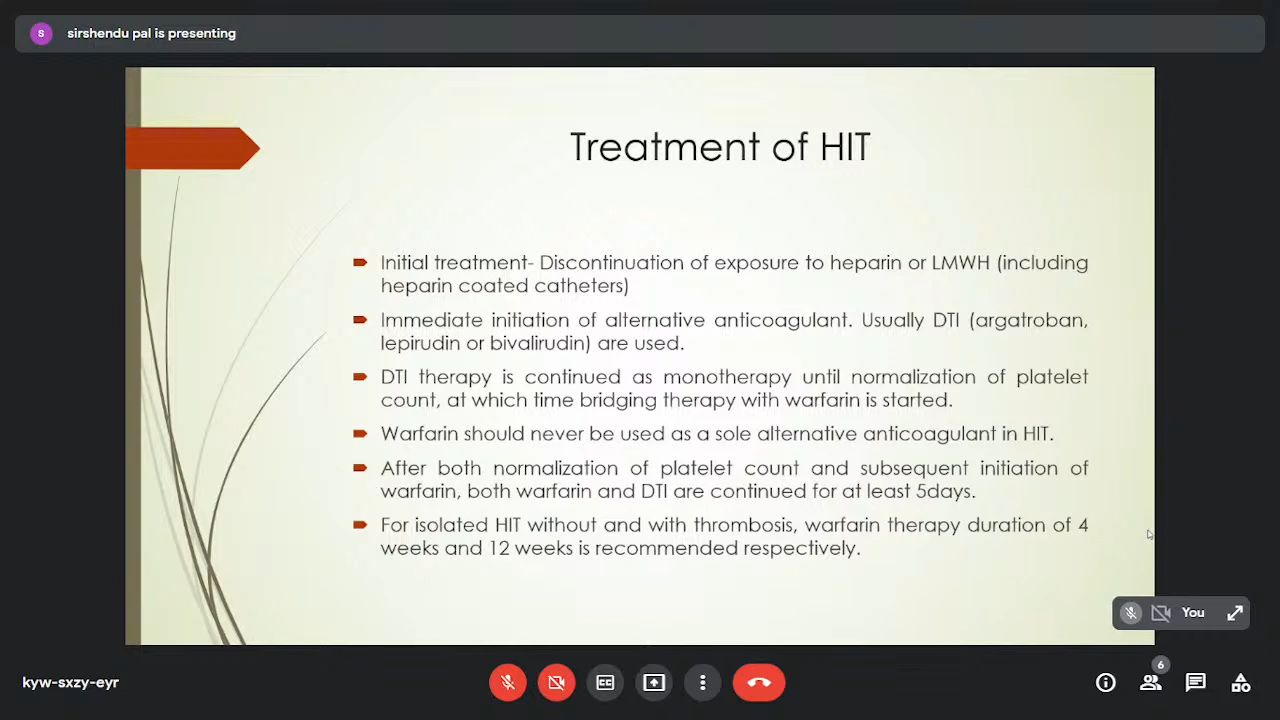 S
sirshendu pal is presenting
Treatment of HIT
Initial treatment- Discontinuation of exposure to heparin or LMWH (including
heparin coated catheters)
Immediate initiation of alternative anticoagulant. Usually DTI (argatroban,
lepirudin or bivalirudin) are used.
DTI therapy is continued as monotherapy until normalization of platelet
count, at which time bridging therapy with warfarin is started.
Warfarin should never be used as a sole alternative anticoagulant in HIT.
After both normalization of platelet count and subsequent initiation of
warfarin, both warfarin and DTI are continued for at least 5days.
For isolated HIT without and with thrombosis, warfarin therapy duration of 4
weeks and 12 weeks is recommended respectively.
You
kyw-sxzy-eyr
CC
6